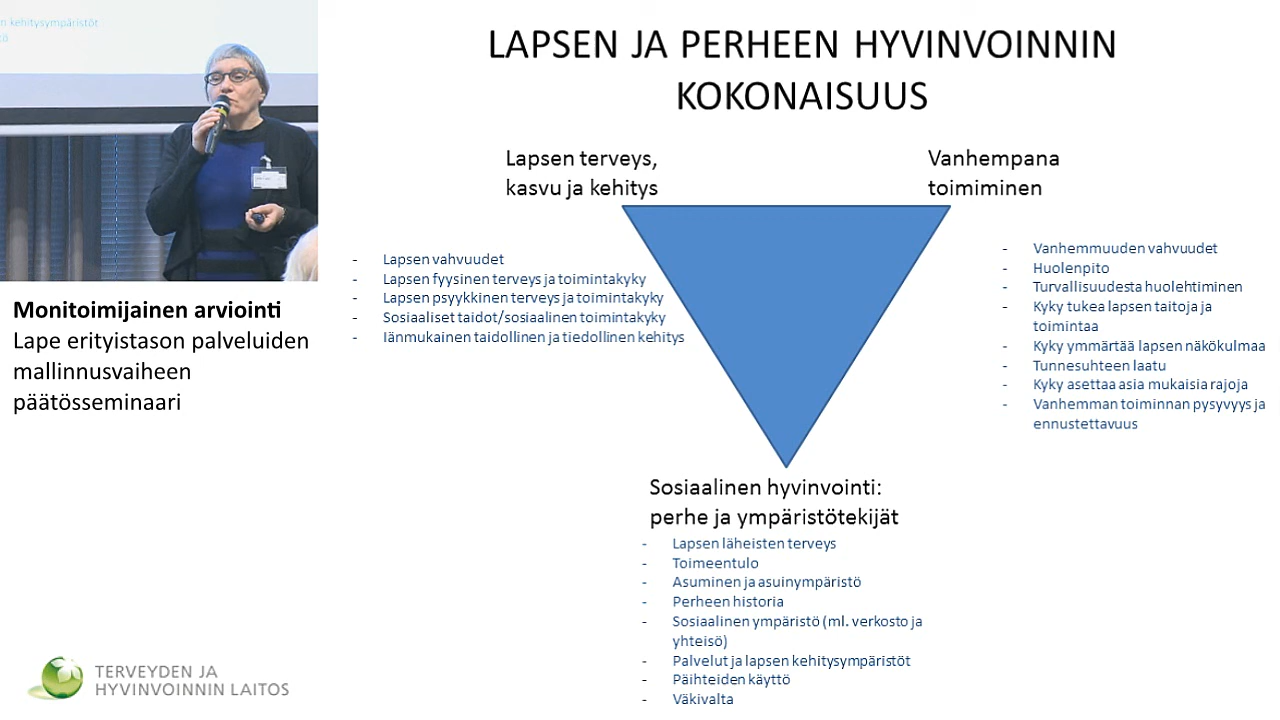 n kehitysympäristöt
LAPSEN JA PERHEEN HYVINVOINNIN
KOKONAISUUS
Lapsen terveys,
kasvu ja kehitys
Vanhempana
toimiminen
- Lapsen vahvuudet
- Lapsen fyysinen terveys ja toimintakyky
- Lapsen psyykkinen terveys ja toimintakyky
- Sosiaaliset taidot/sosiaalinen toimintakyky
- Iänmukainen taidollinen ja tiedollinen kehitys
- Vanhemmuuden vahvuudet
- Huolenpito
- Turvallisuudesta huolehtiminen
- Kyky tukea lapsen taitoja ja
toimintaa
- Kyky ymmärtää lapsen näkökulmaa
- Tunnesuhteen laatu
- Kyky asettaa asia mukaisia rajoja
- Vanhemman toiminnan pysyvyys ja
ennustettavuus
Monitoimijainen arviointi
Lape erityistason palveluiden
mallinnusvaiheen
päätösseminaari
Sosiaalinen hyvinvointi:
perhe ja ympäristötekijät
- Lapsen läheisten terveys
- Toimeentulo
- Asuminen ja asuinympäristö
- Perheen historia
- Sosiaalinen ympäristö (ml. verkosto ja
yhteisö)
- Palvelut ja lapsen kehitysympäristöt
- Päihteiden käyttö
- Väkivalta
TERVEYDEN JA
HYVINVOINNIN LAITOS